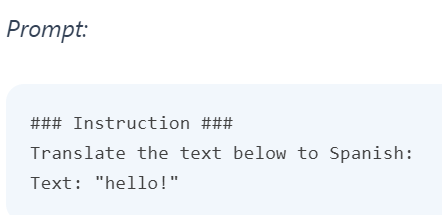 Prompt:
### Instruction ###
Translate the text below to Spanish:
Text: "hello!"